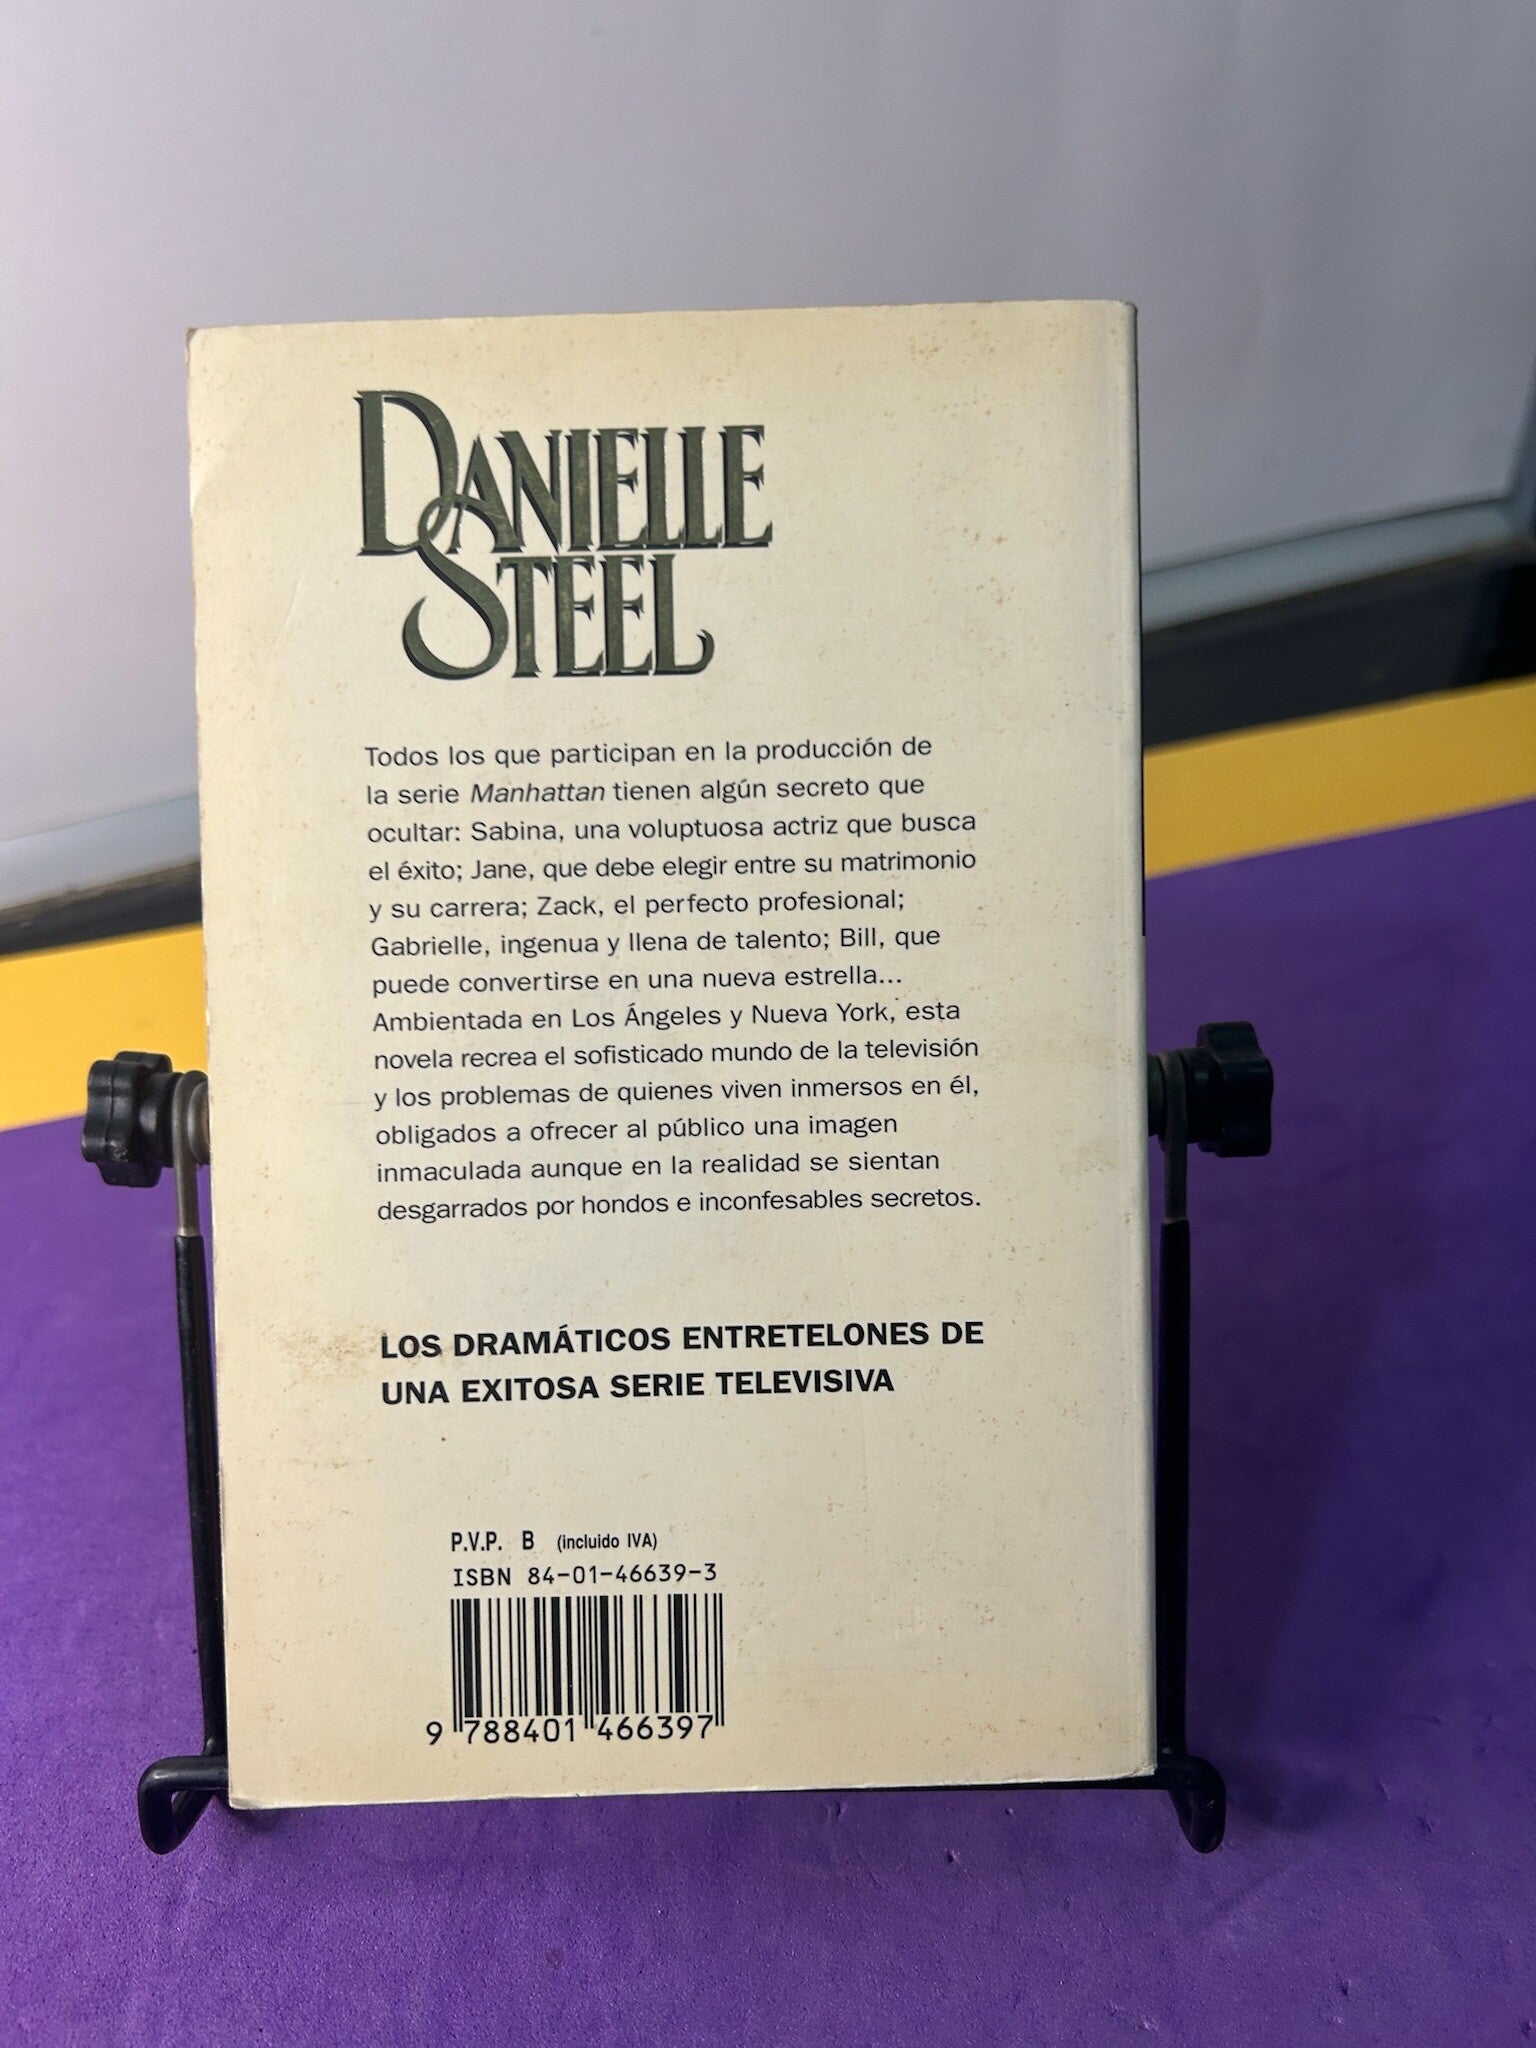 DANIELLE
STEEL
Todos los que participan en la producción de
la serie Manhattan tienen algún secreto que
ocultar: Sabina, una voluptuosa actriz que busca
el éxito; Jane, que debe elegir entre su matrimonio
y su carrera; Zack, el perfecto profesional;
Gabrielle, ingenua y llena de talento; Bill, que
puede convertirse en una nueva estrella...
Ambientada en Los Ángeles y Nueva York, esta
novela recrea el sofisticado mundo de la televisión
y los problemas de quienes viven inmersos en él,
obligados a ofrecer al público una imagen
inmaculada aunque en la realidad se sientan
desgarrados por hondos e inconfesables secretos.
LOS DRAMÁTICOS ENTRETELONES DE
UNA EXITOSA SERIE TELEVISIVA
P.V.P. B (incluido IVA)
ISBN 84-01-46639-3
9 788401 466397